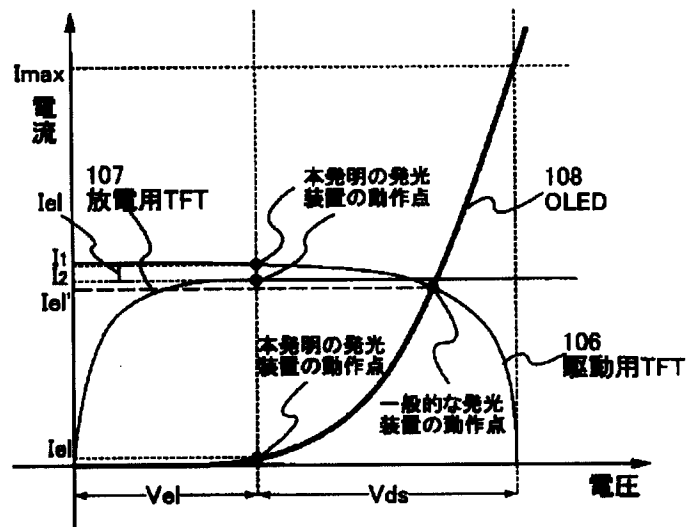 Imax
電流
107
放電用TFT
Iel
本発明の発光
装置の動作点
108
OLED
I1
I2
Iel'
本発明の発光
装置の動作点
一般的な発光
装置の動作点
106
駆動用TFT
Iel
Vel
Vds
電圧